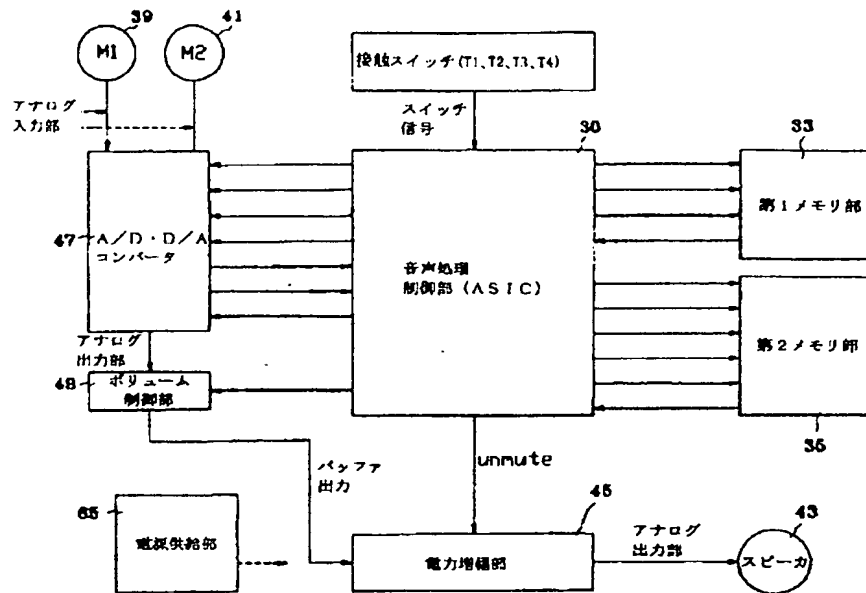 39
41
M1
M2
接触スイッチ(T1、T2、T3、T4)
アナログ
入力部
スイッチ
信号
30
33
47
A/D・D/A
コンバータ
音声処理
制御部(ASIC)
第1メモリ部
第2メモリ部
アナログ
出力部
48
ボリューム
制御部
35
バッファ
出力
unmute
65
電源供給部
45
電力増幅部
アナログ
出力部
43
スピーカ